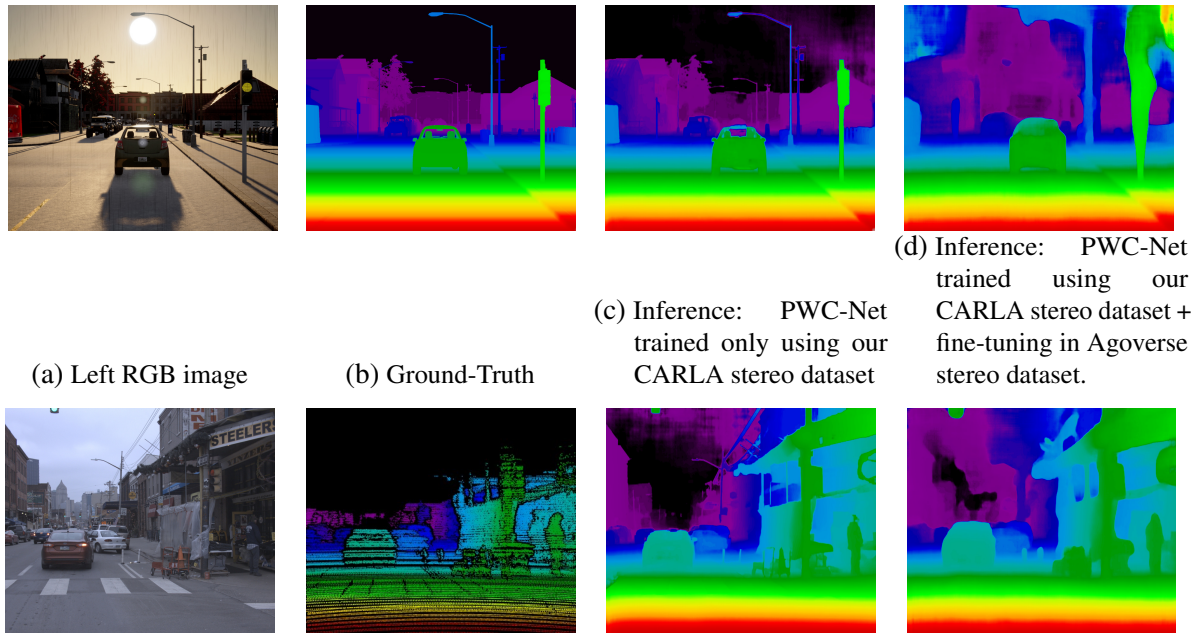 (a) Left RGB image
(b) Ground-Truth
(c) Inference: PWC-Net
trained only using our
CARLA stereo dataset
(d) Inference: PWC-Net
trained using our
CARLA stereo dataset +
fine-tuning in Agoverse
stereo dataset.
STEELERS